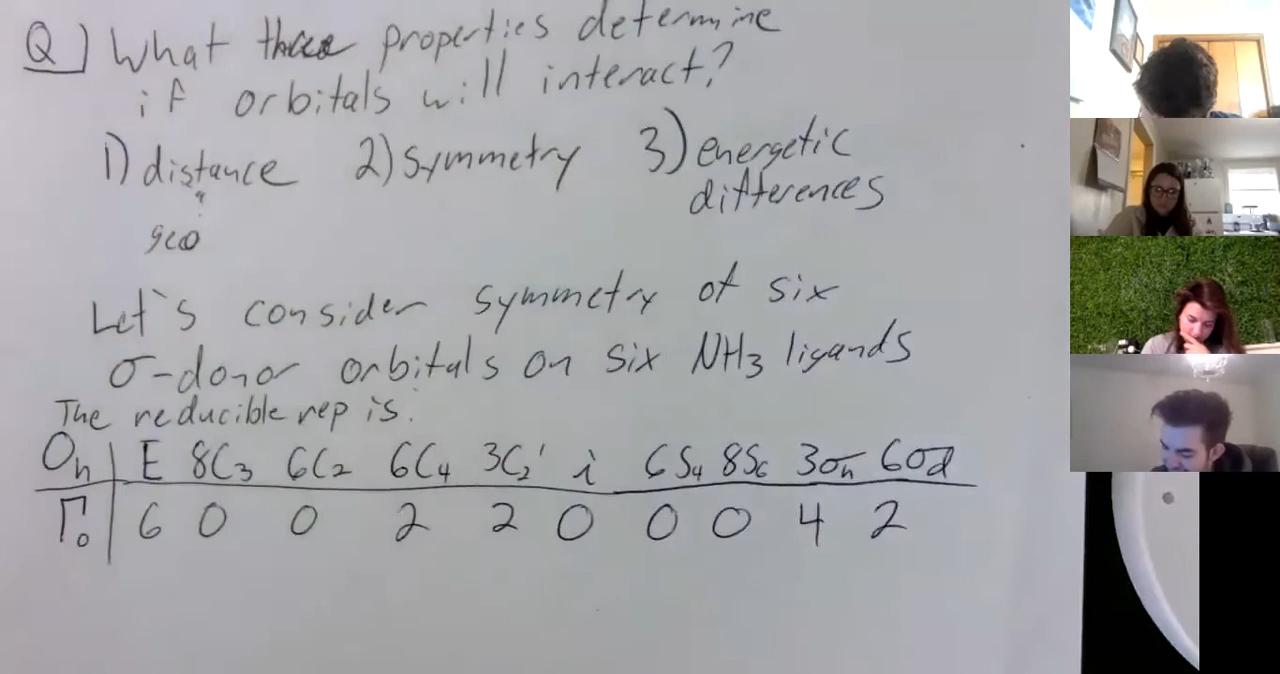 Q] What three properties determine
if orbitals will interact?
1) distance 2) symmetry 3) energetic
differences
geo
Let's consider symmetry of six
σ-donor orbitals on six NH3 ligands
The reducible rep is:
Oh | E 8C3 6C2 6C4 3C2' i 6S4 8S6 3σh 6σd
Γσ | 6 0 0 2 2 0 0 0 4 2